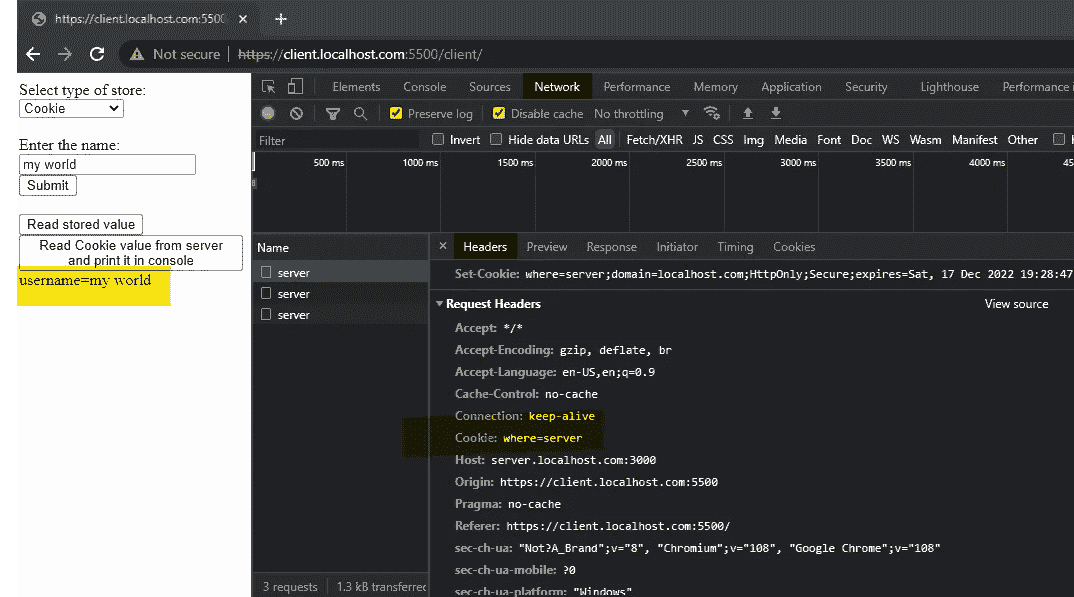 https://client.localhost.com:5500
Not secure | https://client.localhost.com:5500/client/
Select type of store:
Cookie
Enter the name:
my world
Submit
Read stored value
Read Cookie value from server
and print it in console
username=my world
Elements Console Sources Network Performance Memory Application Security Lighthouse Performance
Preserve log Disable cache No throttling
Filter Invert Hide data URLs All Fetch/XHR JS CSS Img Media Font Doc WS Wasm Manifest Other
500 ms 1000 ms 1500 ms 2000 ms 2500 ms 3000 ms 3500 ms 4000 ms 45
Name
server
server
server
3 requests 1.3 kB transferred
Headers Preview Response Initiator Timing Cookies
Set-Cookie: where=server;domain=localhost.com;HttpOnly;Secure;expires=Sat, 17 Dec 2022 19:28:47
Request Headers View source
Accept: */*
Accept-Encoding: gzip, deflate, br
Accept-Language: en-US,en;q=0.9
Cache-Control: no-cache
Connection: keep-alive
Cookie: where=server
Host: server.localhost.com:3000
Origin: https://client.localhost.com:5500
Pragma: no-cache
Referer: https://client.localhost.com:5500/
sec-ch-ua: "Not?A_Brand";v="8", "Chromium";v="108", "Google Chrome";v="108"
sec-ch-ua-mobile: ?0
sec-ch-ua-platform: "Windows"